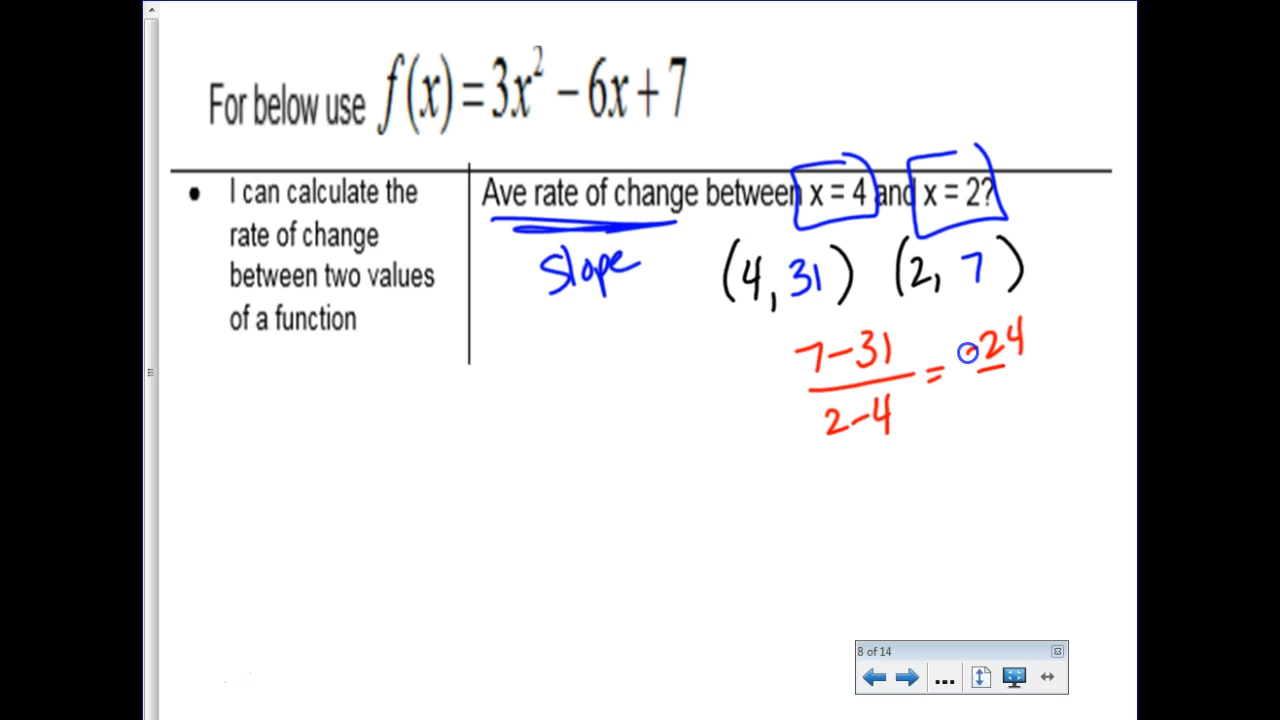 For below use f(x) = 3x² − 6x + 7
• I can calculate the
rate of change
between two values
of a function
Ave rate of change between x = 4 and x = 2?
slope
(4, 31) (2, 7)
7-31
2-4
= -24
8 of 14
...